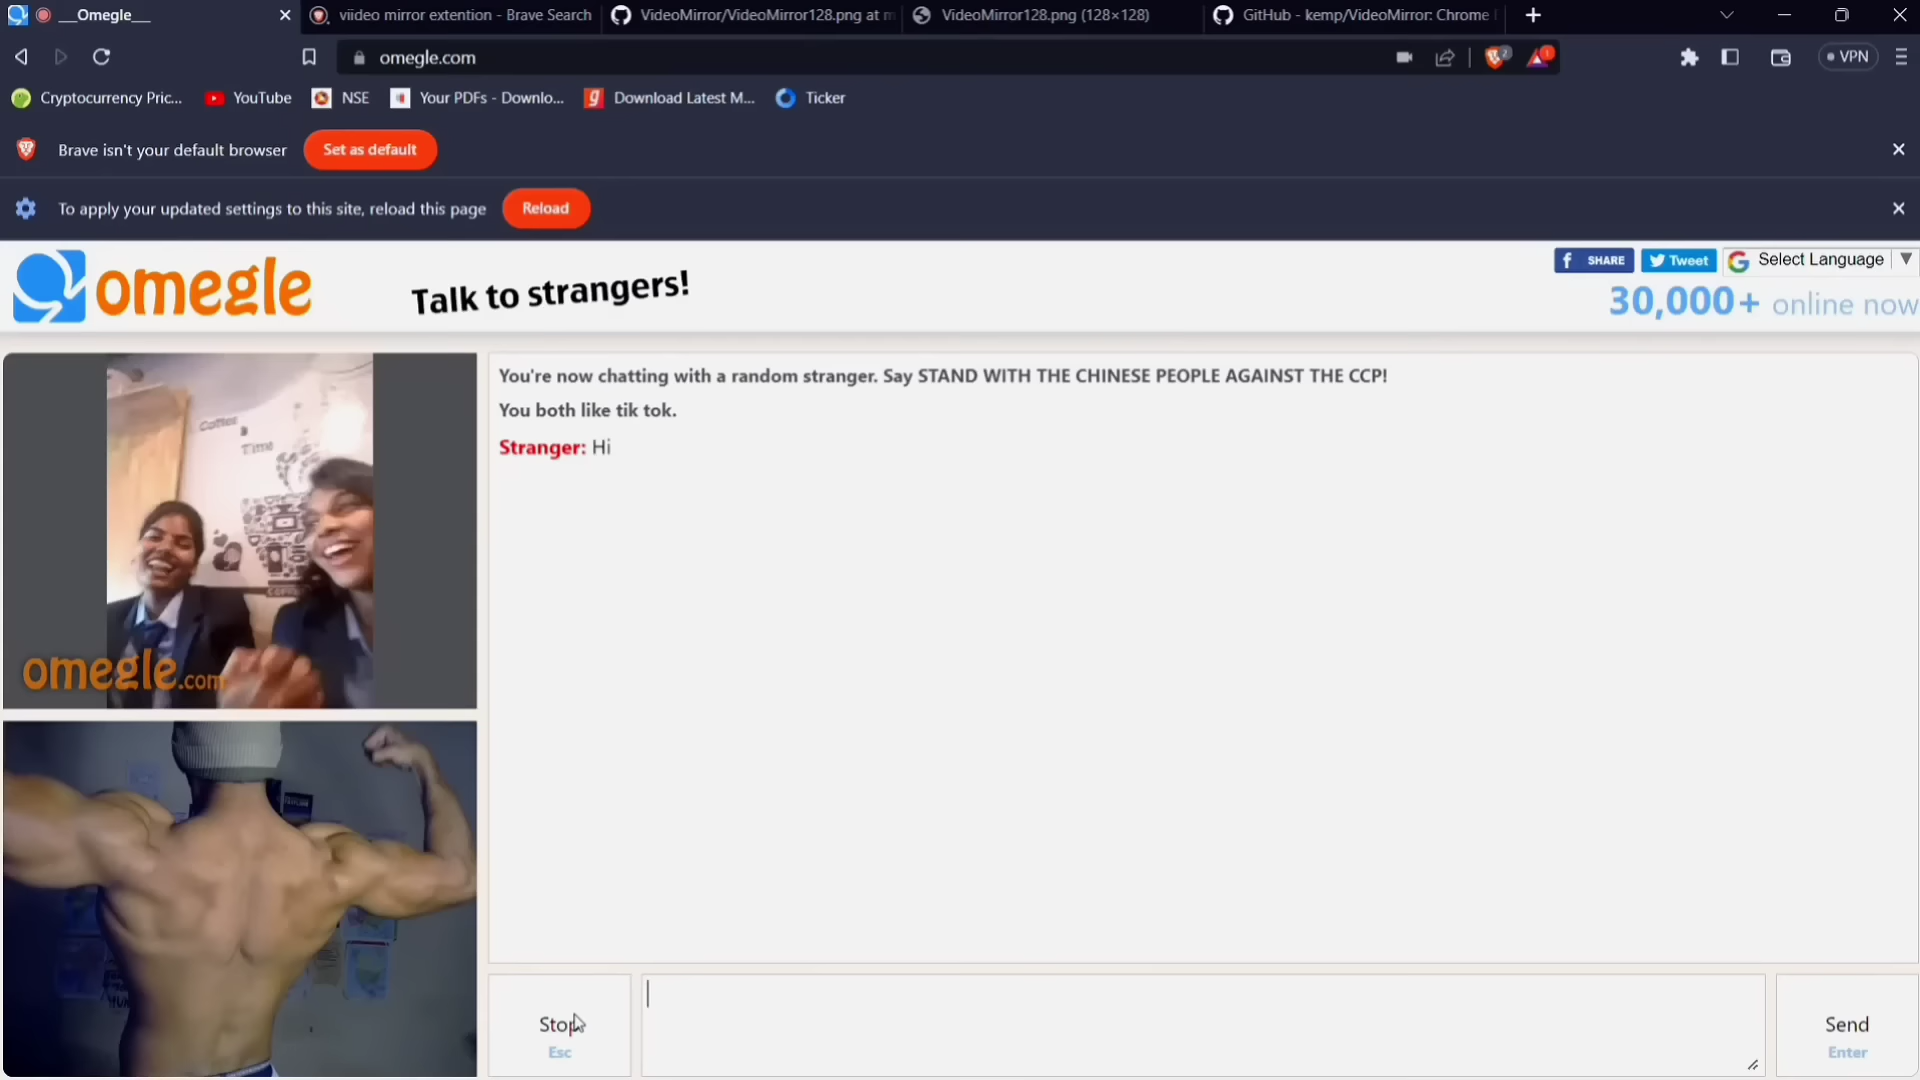 __Omegle__
viideo mirror extention - Brave Search
VideoMirror/VideoMirror128.png at m
VideoMirror128.png (128×128)
GitHub - kemp/VideoMirror: Chrome
omegle.com
2
1
VPN
Cryptocurrency Pric...
YouTube
NSE
Your PDFs - Downlo...
Download Latest M...
Ticker
Brave isn't your default browser
Set as default
To apply your updated settings to this site, reload this page
Reload
omegle
Talk to strangers!
SHARE
Tweet
Select Language
30,000+ online now
You're now chatting with a random stranger. Say STAND WITH THE CHINESE PEOPLE AGAINST THE CCP!
You both like tik tok.
Stranger: Hi
Coffee
Time
omegle.com
Stop
Esc
Send
Enter